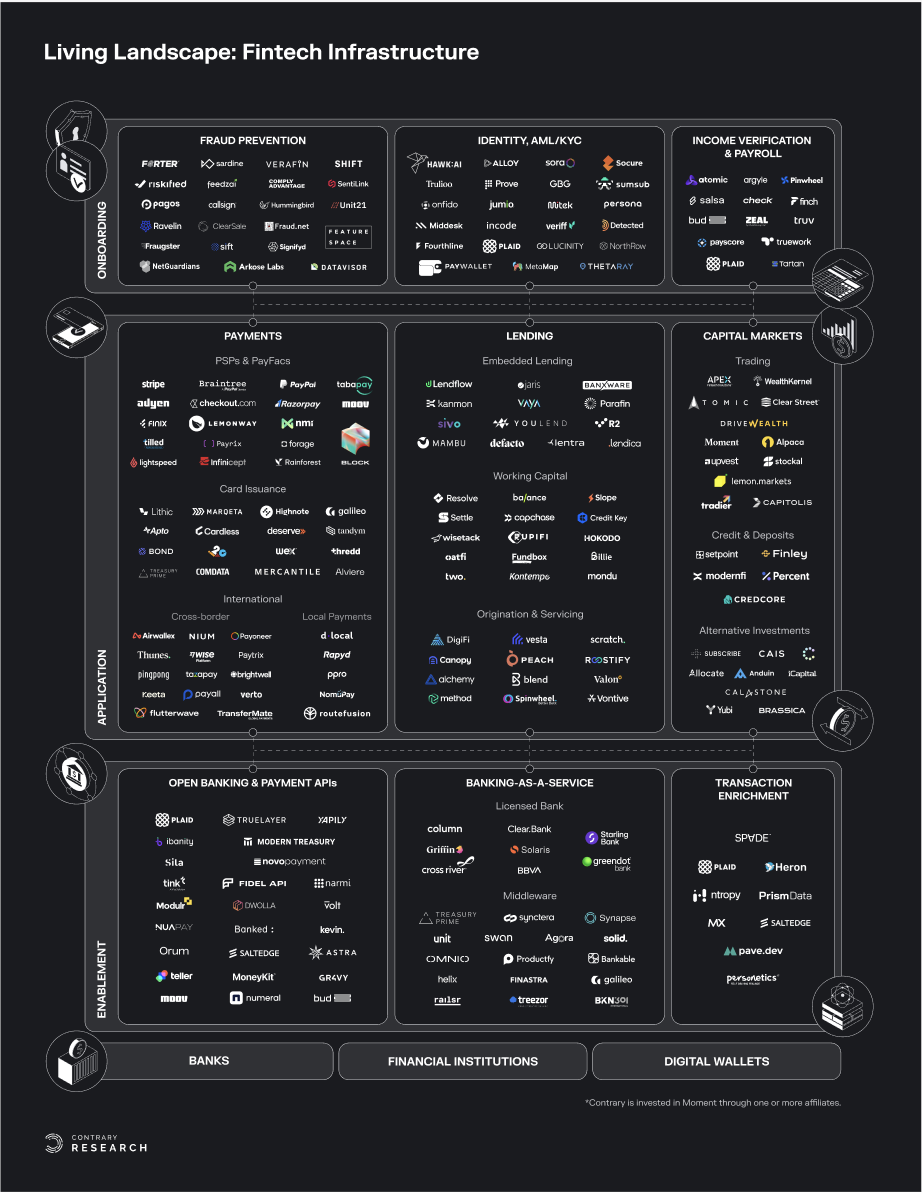 Living Landscape: Fintech Infrastructure
ONBOARDING
FRAUD PREVENTION
FORTER sardine VERAFIN SHIFT
riskified feedzai COMPLY ADVANTAGE SentiLink
pagos callsign Hummingbird Unit21
Ravelin ClearSale Fraud.net FEATURE SPACE
Fraugster sift Signifyd
NetGuardians Arkose Labs DATAVISOR
IDENTITY, AML/KYC
HAWK:AI ALLOY sora Socure
Trulioo Prove GBG sumsub
onfido jumio Mitek persona
Middesk incode veriff Detected
Fourthline PLAID LUCINITY NorthRow
PAYWALLET MetaMap THETARAY
INCOME VERIFICATION
& PAYROLL
atomic argyle Pinwheel
salsa check finch
bud ZEAL truv
payscore truework
PLAID Tartan
APPLICATION
PAYMENTS
PSPs & PayFacs
stripe Braintree PayPal tabapay
adyen checkout.com Razorpay moov
FINIX LEMONWAY nmi
tilled Payrix forage
lightspeed Infinicept Rainforest BLOCK
Card Issuance
Lithic MARQETA Highnote galileo
Apto Cardless deserve tandym
BOND wex thredd
TREASURY PRIME COMDATA MERCANTILE Alviere
International
Cross-border Local Payments
Airwallex NIUM Payoneer d·local
Thunes. WISE Platform Paytrix Rapyd
pingpong tazapay brightwell ppro
keeta payall verto NomuPay
flutterwave TransferMate GLOBAL PAYMENTS routefusion
LENDING
Embedded Lending
Lendflow jaris BANXWARE
kanmon VAYA Parafin
sivo YOULEND R2
MAMBU defacto lentra .lendica
Working Capital
Resolve balance Slope
Settle capchase Credit Key
wisetack RUPIFI HOKODO
oatfi Fundbox Billie
two. Kontempo mondu
Origination & Servicing
DigiFi vesta scratch.
Canopy PEACH ROOSTIFY
alchemy blend Valon
method Spinwheel. Vontive
CAPITAL MARKETS
Trading
APEX WealthKernel
ATOMIC Clear Street
DRIVEWEALTH
Moment Alpaca
upvest stockal
lemon.markets
tradier CAPITOLIS
Credit & Deposits
setpoint Finley
modernfi Percent
CREDCORE
Alternative Investments
SUBSCRIBE CAIS
Allocate Anduin iCapital
CALASTONE
Yubi BRASSICA
ENABLEMENT
OPEN BANKING & PAYMENT APIs
PLAID TRUELAYER YAPILY
ibanity MODERN TREASURY
Sila novopayment
tink FIDEL API narmi
Modulr DWOLLA volt
NUAPAY Banked : kevin.
Orum SALTEDGE ASTRA
teller MoneyKit GRAVY
moov numeral bud
BANKING-AS-A-SERVICE
Licensed Bank
column Clear.Bank Starling Bank
Griffin Solaris greendot bank
cross river BBVA
Middleware
TREASURY PRIME synctera Synapse
unit swan Agora solid.
OMNIO Productfy Bankable
helix FINASTRA galileo
railsr treezor BKN301
TRANSACTION
ENRICHMENT
SPADE
PLAID Heron
ntropy PrismData
MX SALTEDGE
pave.dev
personetics
BANKS FINANCIAL INSTITUTIONS DIGITAL WALLETS
*Contrary is invested in Moment through one or more affiliates.
CONTRARY
RESEARCH